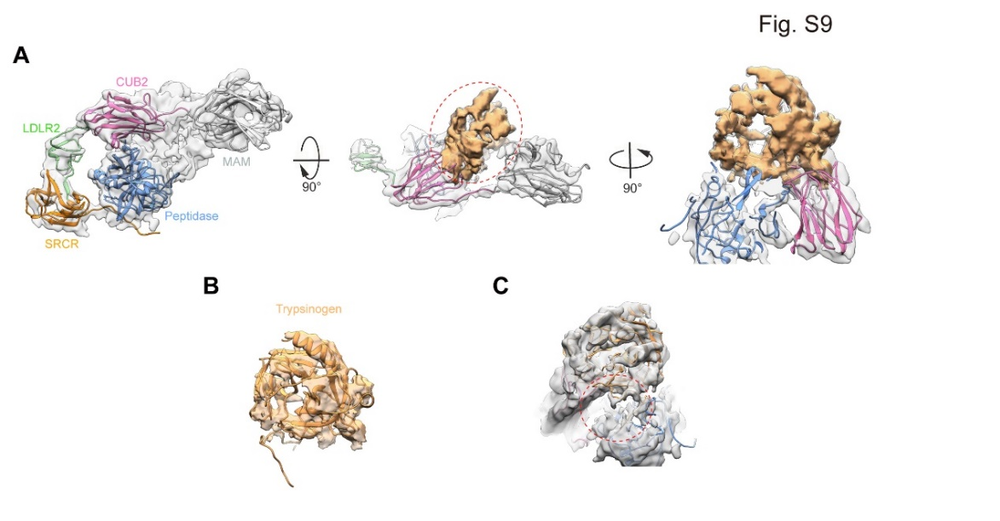 Fig. S9
A
CUB2
LDLR2
MAM
Peptidase
SRCR
90°
90°
B
Trypsinogen
C